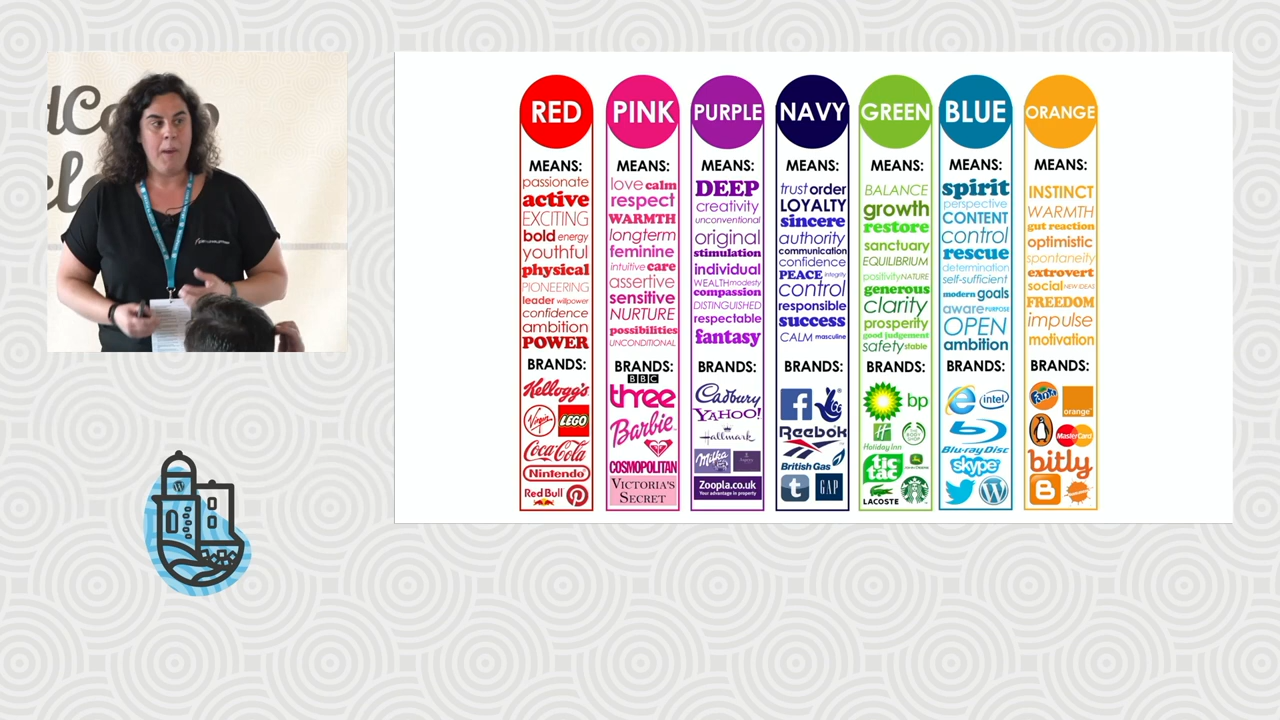 RED
MEANS:
passionate
active
EXCITING
bold energy
youthful
physical
PIONEERING
leader willpower
confidence
ambition
POWER
BRANDS:
Kellogg's
Virgin LEGO
Coca-Cola
Nintendo
Red Bull
PINK
MEANS:
love calm
respect
WARMTH
longterm
feminine
intuitive care
assertive
sensitive
NURTURE
possibilities
UNCONDITIONAL
BRANDS:
BBC
three
Barbie
COSMOPOLITAN
VICTORIA'S
SECRET
PURPLE
MEANS:
DEEP
creativity
unconventional
original
stimulation
individual
WEALTH modesty
compassion
DISTINGUISHED
respectable
fantasy
BRANDS:
Cadbury
YAHOO!
Hallmark
Milka
Zoopla.co.uk
Your advantage in property
NAVY
MEANS:
trust order
LOYALTY
sincere
authority
communication
confidence
PEACE integrity
control
responsible
success
CALM masculine
BRANDS:
f
Reebok
British Gas
t GAP
GREEN
MEANS:
BALANCE
growth
restore
sanctuary
EQUILIBRIUM
positivity NATURE
generous
clarity
prosperity
good judgement
safety stable
BRANDS:
bp
Holiday Inn THE BODY SHOP
tic tac JOHN DEERE
LACOSTE
BLUE
MEANS:
spirit
perspective
CONTENT
control
rescue
determination
self-sufficient
modern goals
aware PURPOSE
OPEN
ambition
BRANDS:
e intel
Blu-ray Disc
skype
W
ORANGE
MEANS:
INSTINCT
WARMTH
gut reaction
optimistic
spontaneity
extrovert
social NEW IDEAS
FREEDOM
impulse
motivation
BRANDS:
Fanta orange™
MasterCard
bitly
B